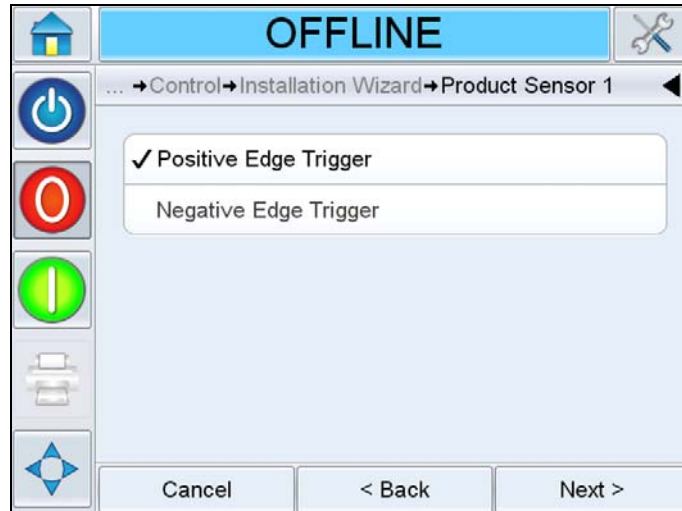 OFFLINE
... →Control→Installation Wizard→Product Sensor 1
✓ Positive Edge Trigger
Negative Edge Trigger
Cancel
< Back
Next >